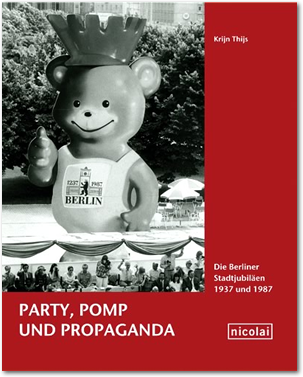 Krijn Thijs
1237 1987
BERLIN
Die Berliner
Stadtjubiläen
1937 und 1987
PARTY, POMP
UND PROPAGANDA
nicolai